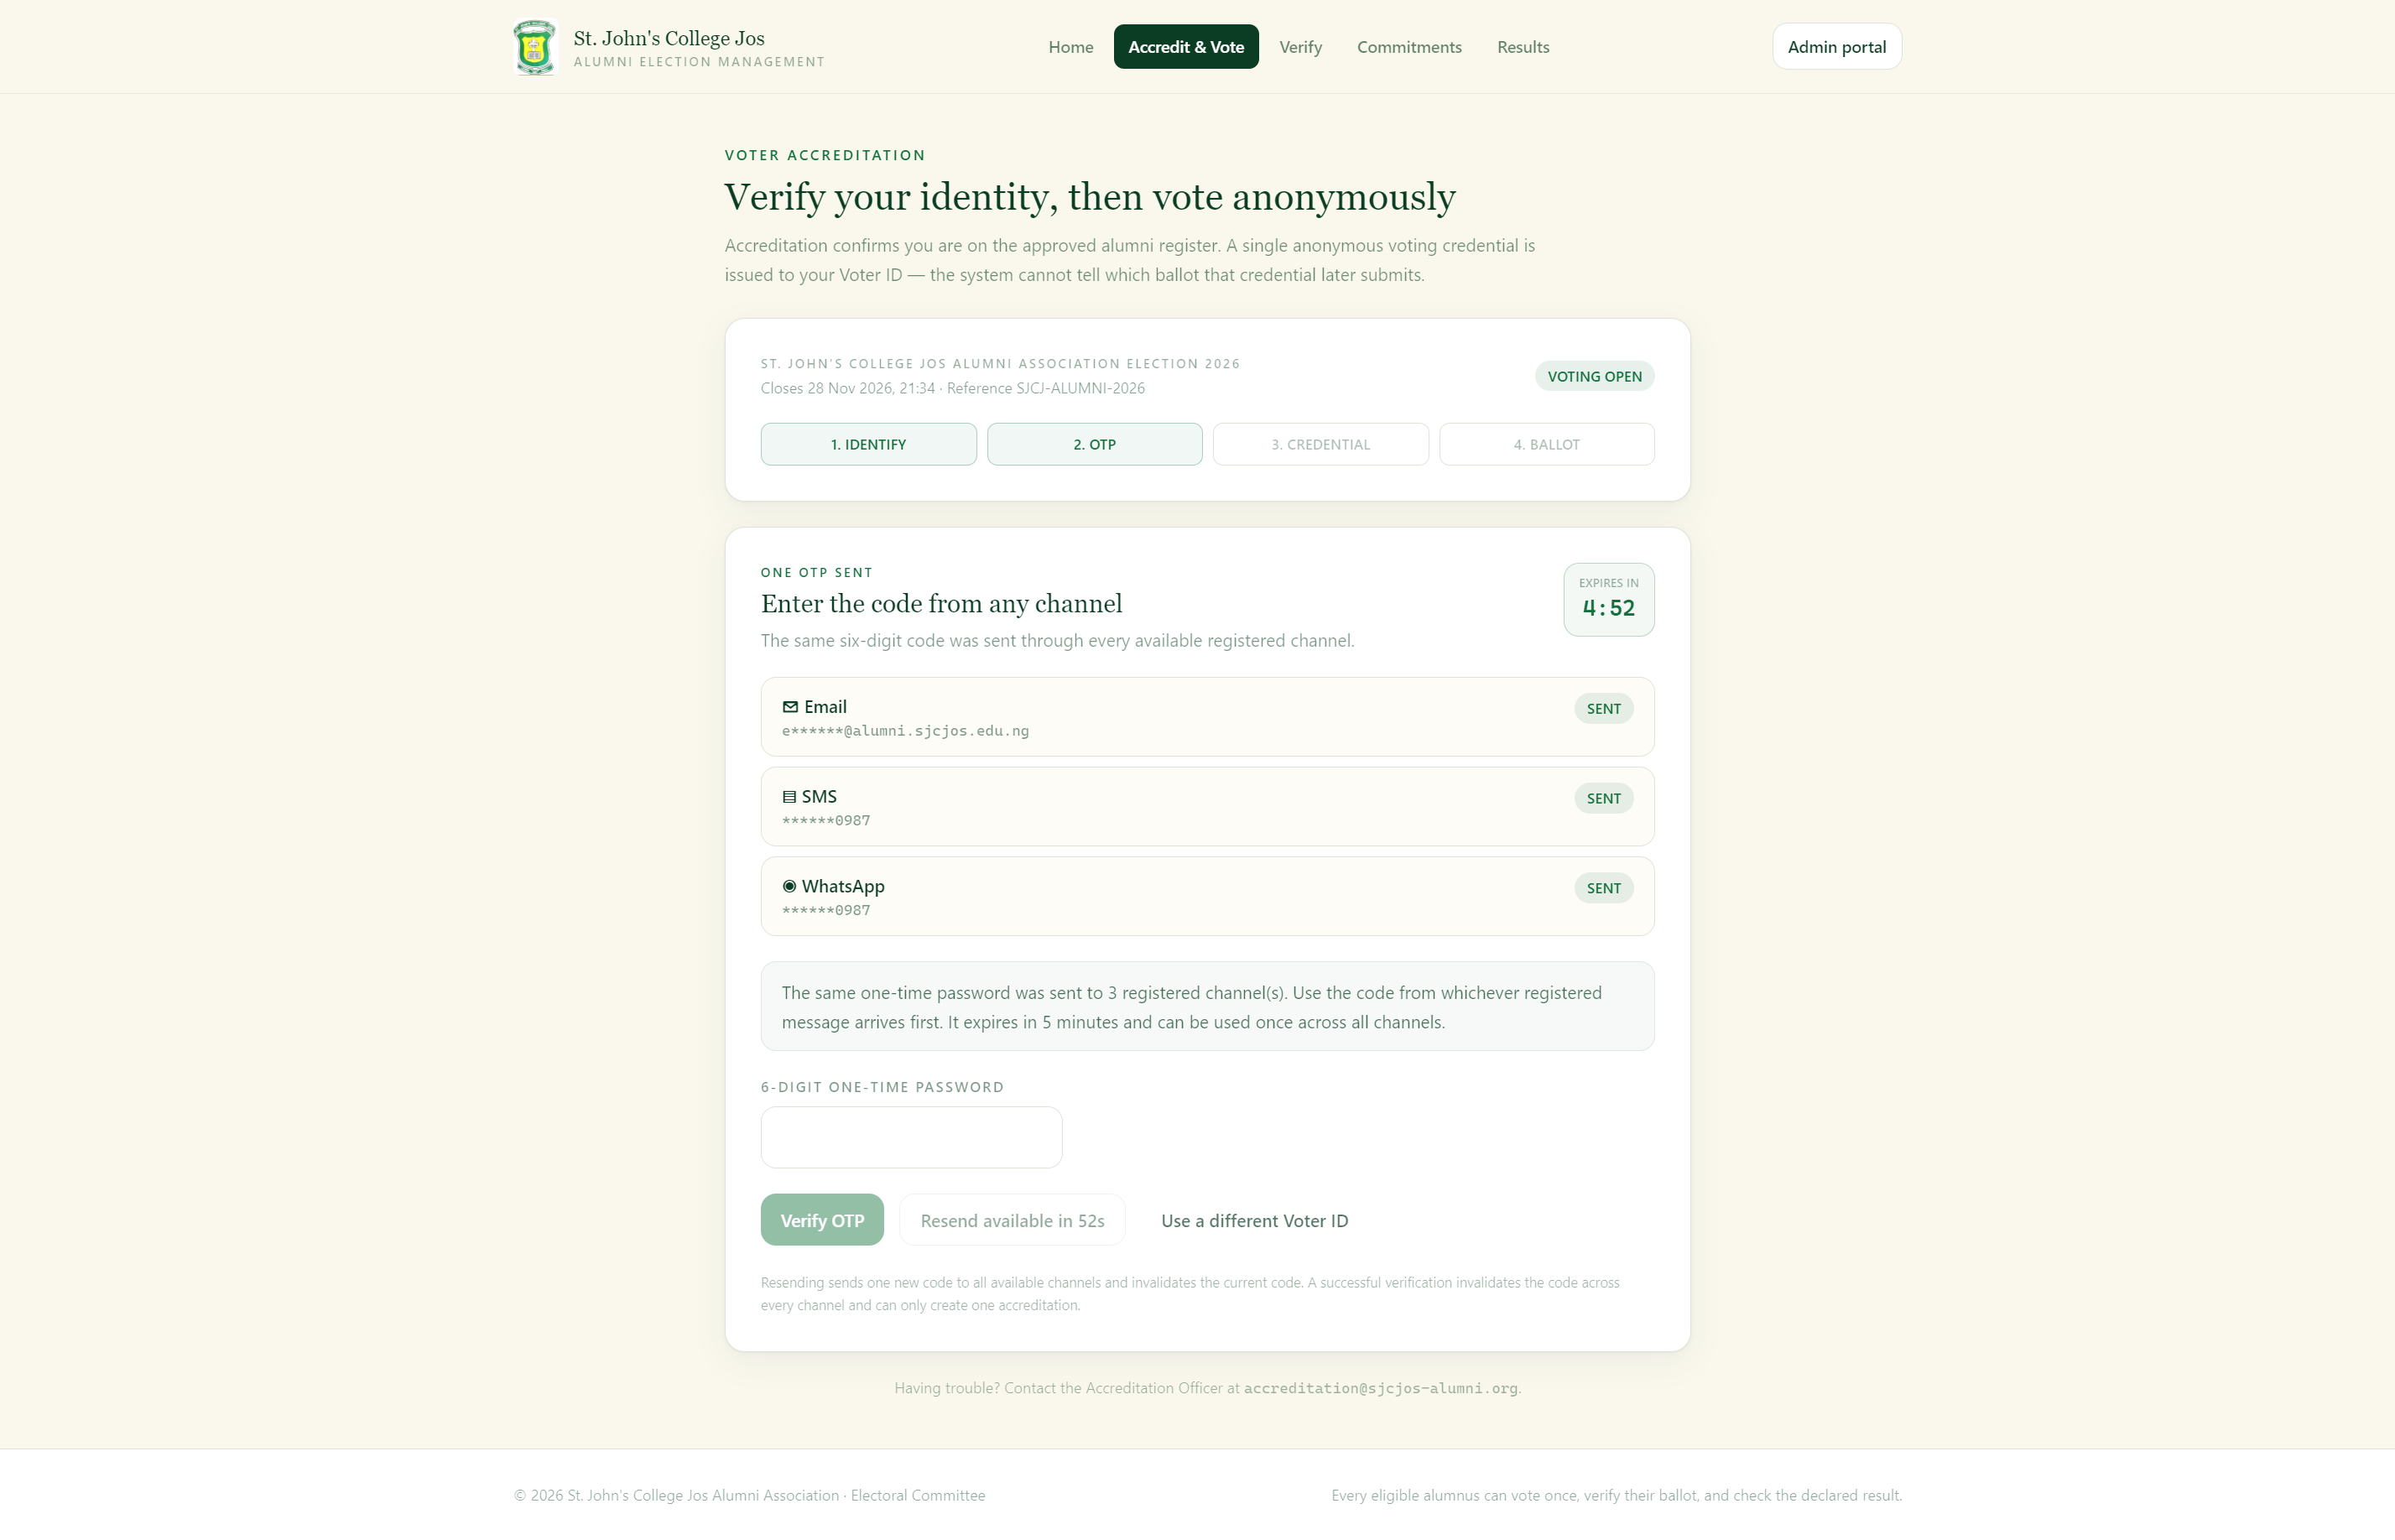 St. John's College Jos
ALUMNI ELECTION MANAGEMENT
Home
Accredit & Vote
Verify
Commitments
Results
Admin portal
VOTER ACCREDITATION
Verify your identity, then vote anonymously
Accreditation confirms you are on the approved alumni register. A single anonymous voting credential is
issued to your Voter ID — the system cannot tell which ballot that credential later submits.
ST. JOHN'S COLLEGE JOS ALUMNI ASSOCIATION ELECTION 2026
Closes 28 Nov 2026, 21:34 · Reference SJCJ-ALUMNI-2026
VOTING OPEN
1. IDENTIFY
2. OTP
3. CREDENTIAL
4. BALLOT
ONE OTP SENT
Enter the code from any channel
The same six-digit code was sent through every available registered channel.
EXPIRES IN
4:52
Email
e******@alumni.sjcjos.edu.ng
SENT
SMS
******0987
SENT
WhatsApp
******0987
SENT
The same one-time password was sent to 3 registered channel(s). Use the code from whichever registered
message arrives first. It expires in 5 minutes and can be used once across all channels.
6-DIGIT ONE-TIME PASSWORD
Verify OTP
Resend available in 52s
Use a different Voter ID
Resending sends one new code to all available channels and invalidates the current code. A successful verification invalidates the code across
every channel and can only create one accreditation.
Having trouble? Contact the Accreditation Officer at accreditation@sjcjos-alumni.org.
© 2026 St. John's College Jos Alumni Association · Electoral Committee
Every eligible alumnus can vote once, verify their ballot, and check the declared result.